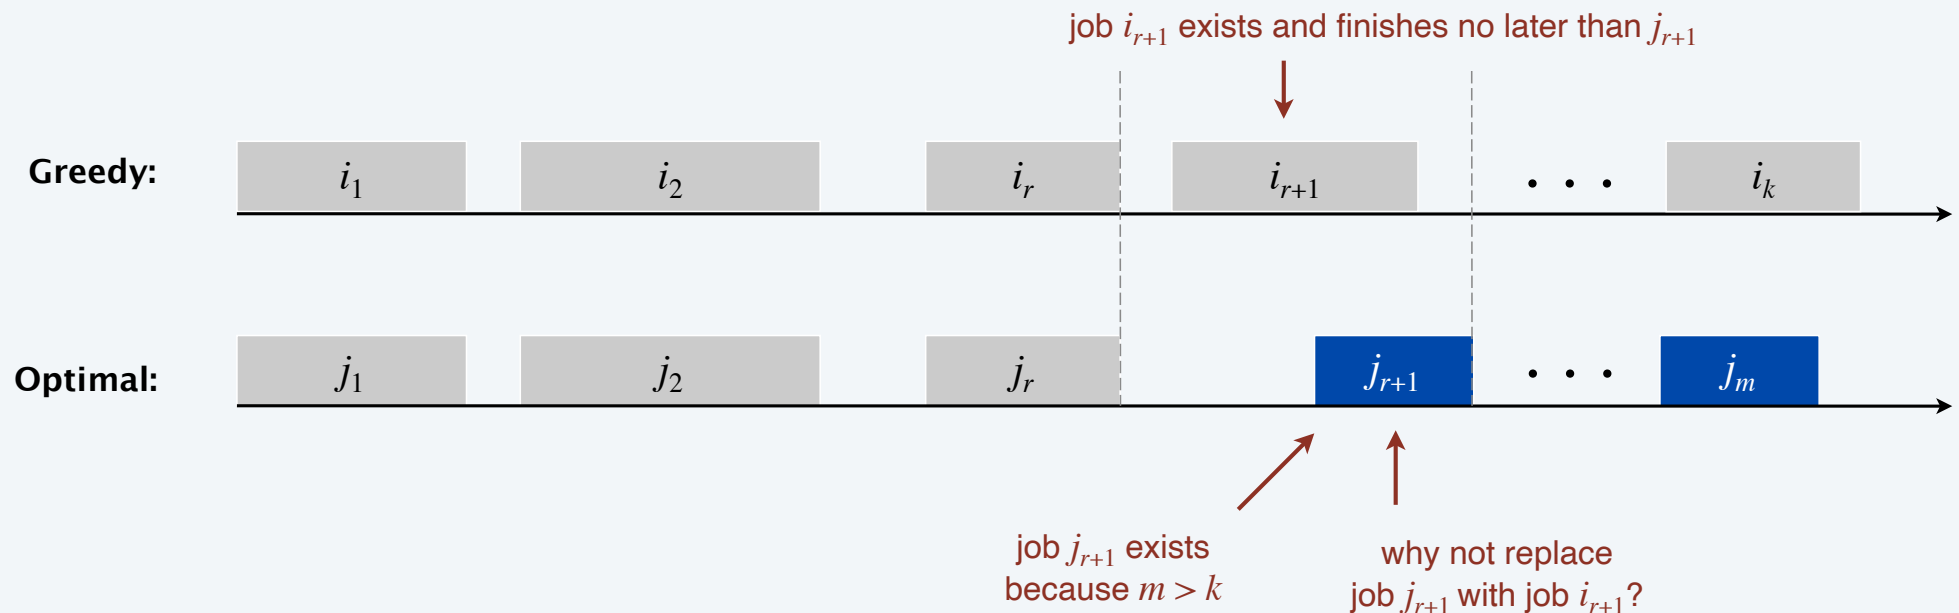 job i_{r+1} exists and finishes no later than j_{r+1}
Greedy:
i_1 i_2 i_r i_{r+1} . . . i_k
Optimal:
j_1 j_2 j_r j_{r+1} . . . j_m
job j_{r+1} exists
because m > k
why not replace
job j_{r+1} with job i_{r+1}?